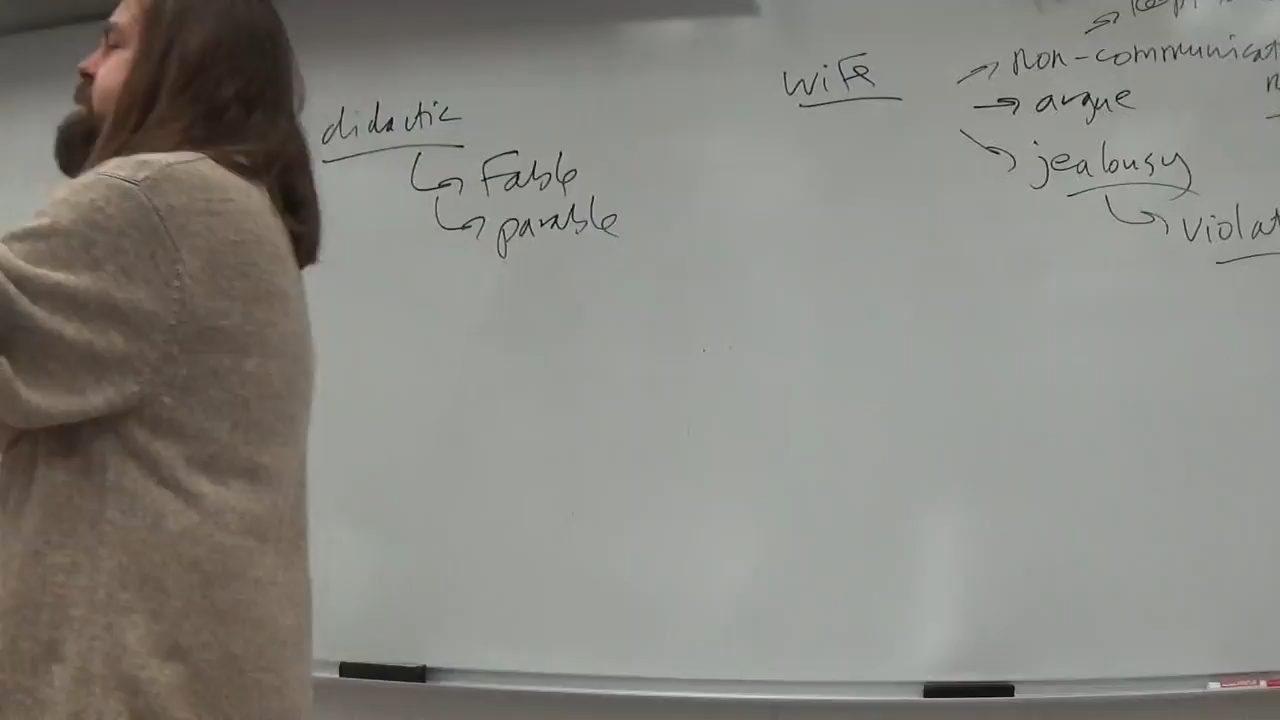 didactic
↳ Fable
↳ parable
wife
→ non-communicat
→ argue
→ jealousy
↳ violat